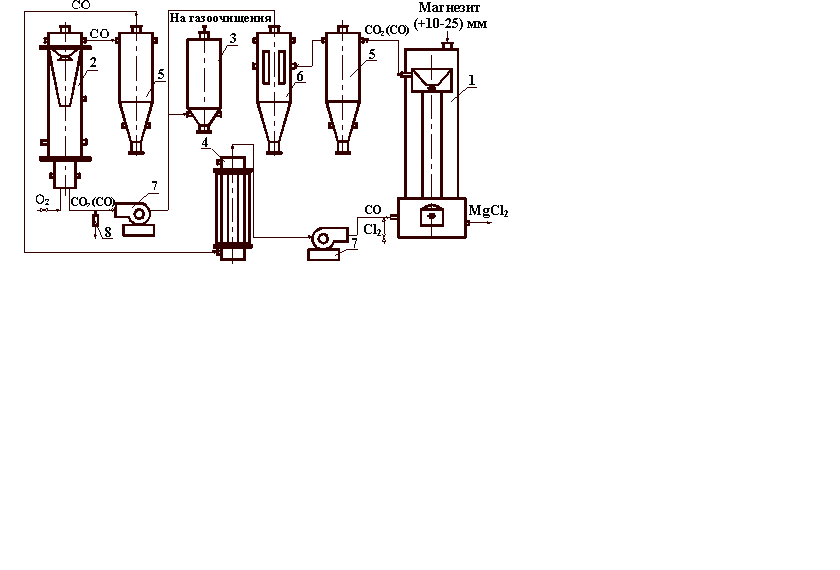 CO
На газоочищения
CO₂(CO)
Магнезит
(+10-25) мм
CO
2
3
5
6
5
1
4
O₂
CO₂(CO)
7
8
CO
Cl₂
7
MgCl₂